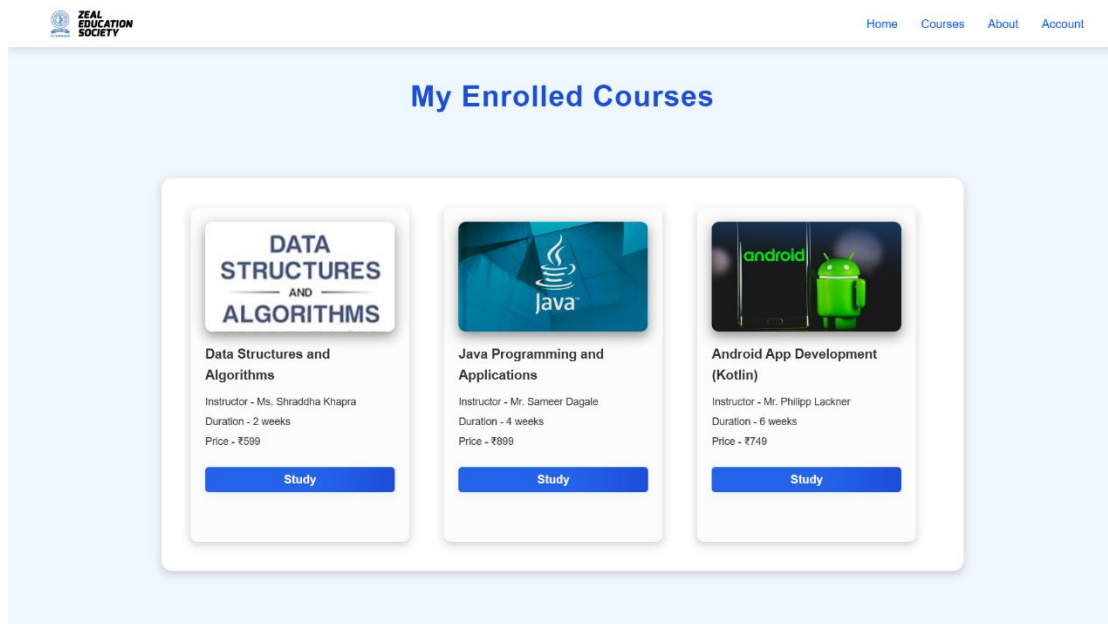 ZEAL
EDUCATION
SOCIETY
Home Courses About Account
My Enrolled Courses
DATA
STRUCTURES
AND
ALGORITHMS
Data Structures and
Algorithms
Instructor - Ms. Shraddha Khapra
Duration - 2 weeks
Price - ₹599
Study
Java
Java Programming and
Applications
Instructor - Mr. Sameer Dagale
Duration - 4 weeks
Price - ₹899
Study
android
Android App Development
(Kotlin)
Instructor - Mr. Philipp Lackner
Duration - 6 weeks
Price - ₹749
Study